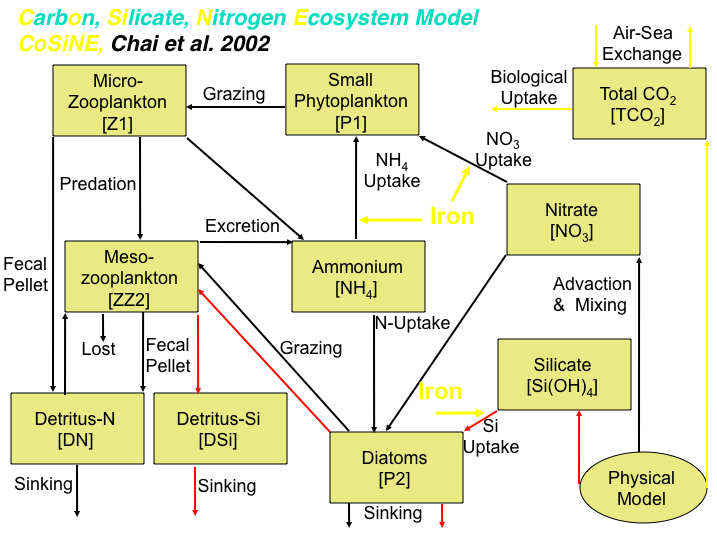 Carbon, Silicate, Nitrogen Ecosystem Model
CoSiNE, Chai et al. 2002
Air-Sea
Exchange
Micro-
Zooplankton
[Z1]
Grazing
Small
Phytoplankton
[P1]
Biological
Uptake
Total CO2
[TCO2]
NO3
Uptake
NH4
Uptake
Predation
Iron
Nitrate
[NO3]
Excretion
Fecal
Pellet
Meso-
zooplankton
[ZZ2]
Ammonium
[NH4]
Advaction
& Mixing
N-Uptake
Lost
Fecal
Pellet
Grazing
Silicate
[Si(OH)4]
Iron
Detritus-N
[DN]
Detritus-Si
[DSi]
Si
Uptake
Diatoms
[P2]
Physical
Model
Sinking
Sinking
Sinking